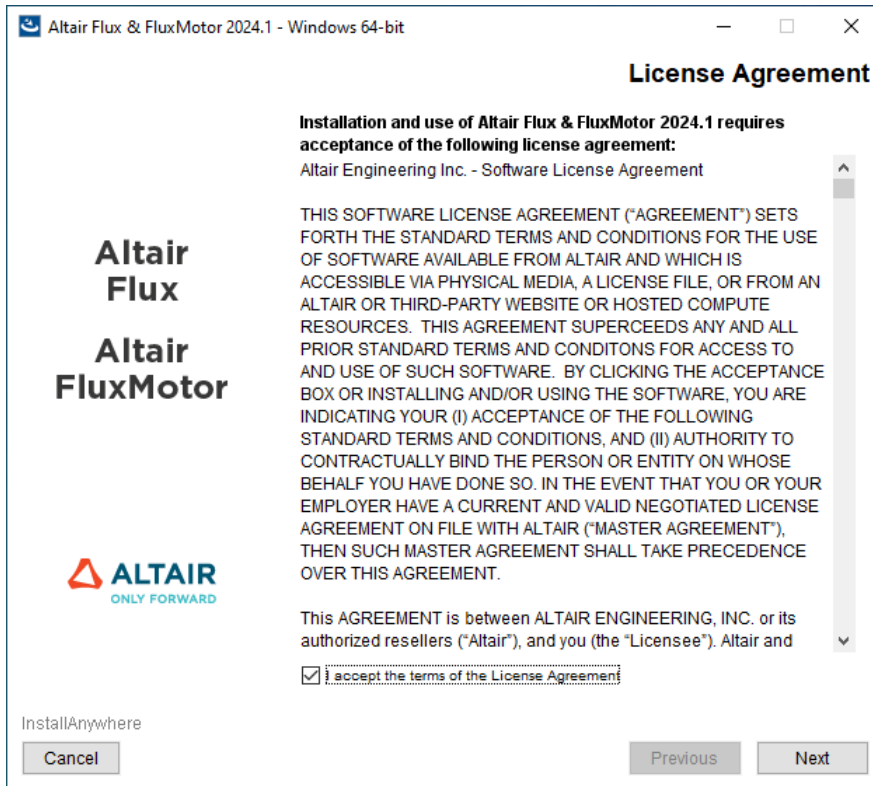 Altair Flux & FluxMotor 2024.1 - Windows 64-bit
License Agreement
Installation and use of Altair Flux & FluxMotor 2024.1 requires
acceptance of the following license agreement:
Altair Engineering Inc. - Software License Agreement
THIS SOFTWARE LICENSE AGREEMENT (“AGREEMENT”) SETS
FORTH THE STANDARD TERMS AND CONDITIONS FOR THE USE
OF SOFTWARE AVAILABLE FROM ALTAIR AND WHICH IS
ACCESSIBLE VIA PHYSICAL MEDIA, A LICENSE FILE, OR FROM AN
ALTAIR OR THIRD-PARTY WEBSITE OR HOSTED COMPUTE
RESOURCES.  THIS AGREEMENT SUPERCEEDS ANY AND ALL
PRIOR STANDARD TERMS AND CONDITONS FOR ACCESS TO
AND USE OF SUCH SOFTWARE.  BY CLICKING THE ACCEPTANCE
BOX OR INSTALLING AND/OR USING THE SOFTWARE, YOU ARE
INDICATING YOUR (I) ACCEPTANCE OF THE FOLLOWING
STANDARD TERMS AND CONDITIONS, AND (II) AUTHORITY TO
CONTRACTUALLY BIND THE PERSON OR ENTITY ON WHOSE
BEHALF YOU HAVE DONE SO. IN THE EVENT THAT YOU OR YOUR
EMPLOYER HAVE A CURRENT AND VALID NEGOTIATED LICENSE
AGREEMENT ON FILE WITH ALTAIR (“MASTER AGREEMENT”),
THEN SUCH MASTER AGREEMENT SHALL TAKE PRECEDENCE
OVER THIS AGREEMENT.
This AGREEMENT is between ALTAIR ENGINEERING, INC. or its
authorized resellers (“Altair”), and you (the “Licensee”). Altair and
Altair
Flux
Altair
FluxMotor
ALTAIR
ONLY FORWARD
I accept the terms of the License Agreement
InstallAnywhere
Cancel
Previous
Next